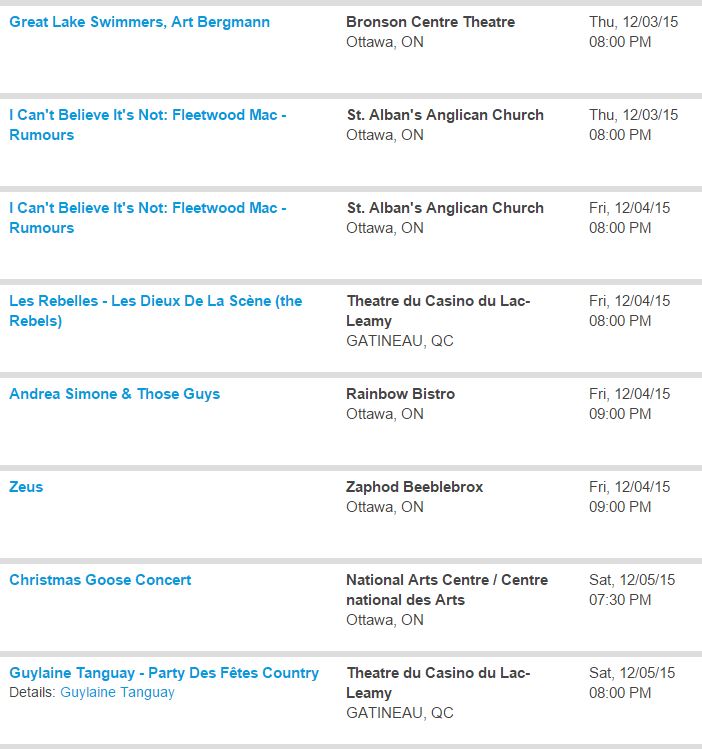 Great Lake Swimmers, Art Bergmann
Bronson Centre Theatre
Ottawa, ON
Thu, 12/03/15
08:00 PM
I Can't Believe It's Not: Fleetwood Mac -
Rumours
St. Alban's Anglican Church
Ottawa, ON
Thu, 12/03/15
08:00 PM
I Can't Believe It's Not: Fleetwood Mac -
Rumours
St. Alban's Anglican Church
Ottawa, ON
Fri, 12/04/15
08:00 PM
Les Rebelles - Les Dieux De La Scène (the
Rebels)
Theatre du Casino du Lac-
Leamy
GATINEAU, QC
Fri, 12/04/15
08:00 PM
Andrea Simone & Those Guys
Rainbow Bistro
Ottawa, ON
Fri, 12/04/15
09:00 PM
Zeus
Zaphod Beeblebrox
Ottawa, ON
Fri, 12/04/15
09:00 PM
Christmas Goose Concert
National Arts Centre / Centre
national des Arts
Ottawa, ON
Sat, 12/05/15
07:30 PM
Guylaine Tanguay - Party Des Fêtes Country
Details: Guylaine Tanguay
Theatre du Casino du Lac-
Leamy
GATINEAU, QC
Sat, 12/05/15
08:00 PM